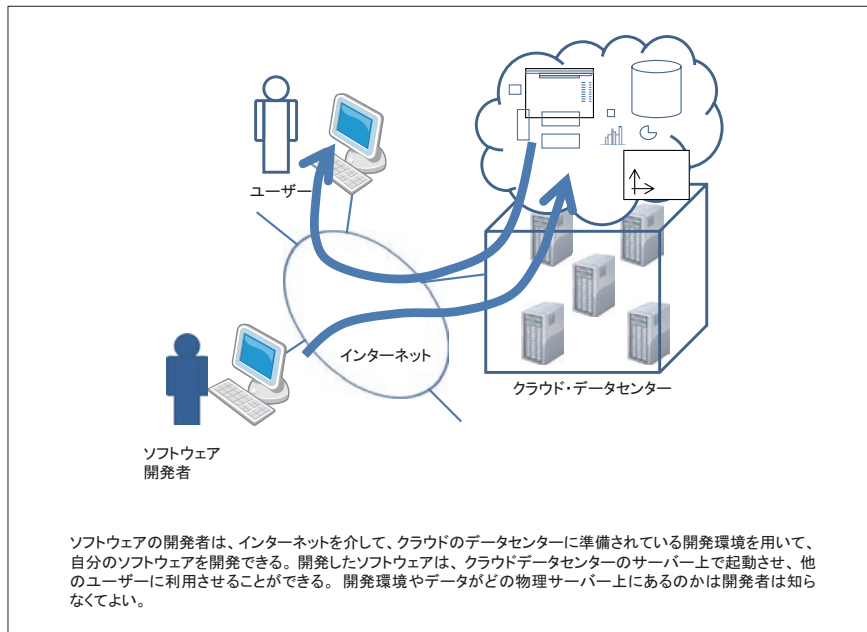 ユーザー
インターネット
クラウド・データセンター
ソフトウェア
開発者
ソフトウェアの開発者は、インターネットを介して、クラウドのデータセンターに準備されている開発環境を用いて、
自分のソフトウェアを開発できる。開発したソフトウェアは、クラウドデータセンターのサーバー上で起動させ、他
のユーザーに利用させることができる。 開発環境やデータがどの物理サーバー上にあるのかは開発者は知ら
なくてよい。